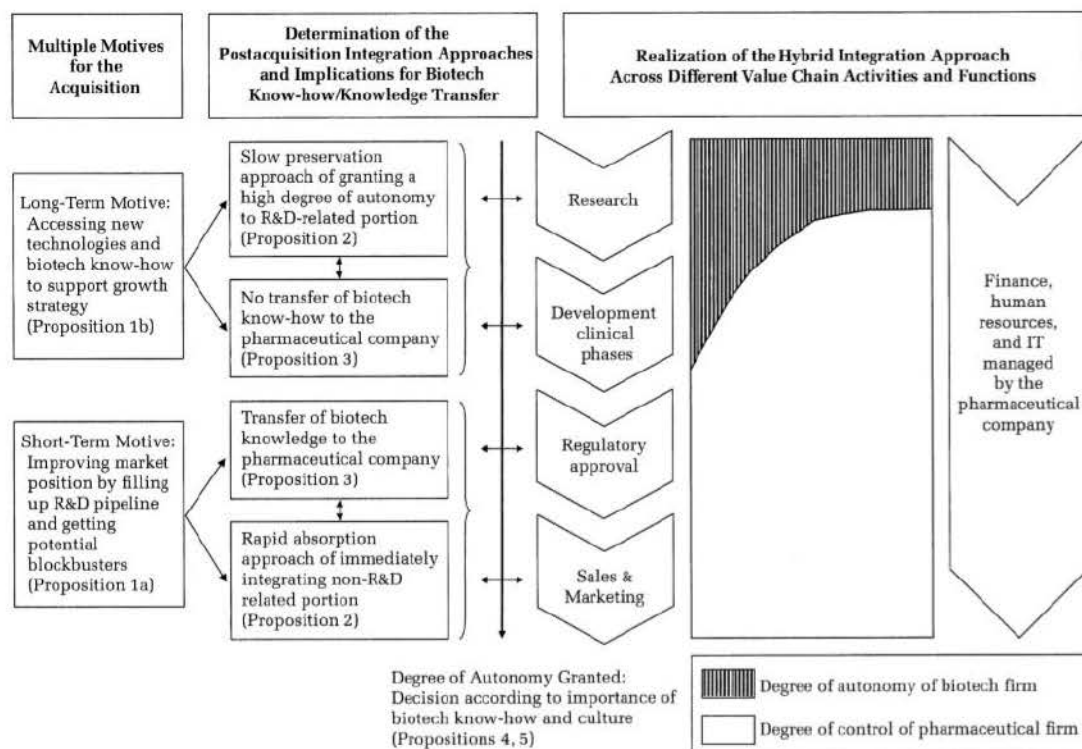 Multiple Motives
for the
Acquisition
Determination of the
Postacquisition Integration Approaches
and Implications for Biotech
Know-how/Knowledge Transfer
Realization of the Hybrid Integration Approach
Across Different Value Chain Activities and Functions
Long-Term Motive:
Accessing new
technologies and
biotech know-how
to support growth
strategy
(Proposition 1b)
Short-Term Motive:
Improving market
position by filling
up R&D pipeline
and getting
potential
blockbusters
(Proposition 1a)
Slow preservation
approach of granting a
high degree of autonomy
to R&D-related portion
(Proposition 2)
No transfer of biotech
know-how to the
pharmaceutical company
(Proposition 3)
Transfer of biotech
knowledge to the
pharmaceutical company
(Proposition 3)
Rapid absorption
approach of immediately
integrating non-R&D
related portion
(Proposition 2)
Research
Development
clinical
phases
Regulatory
approval
Sales &
Marketing
Finance,
human
resources,
and IT
managed
by the
pharmaceutical
company
Degree of Autonomy Granted:
Decision according to importance of
biotech know-how and culture
(Propositions 4, 5)
Degree of autonomy of biotech firm
Degree of control of pharmaceutical firm